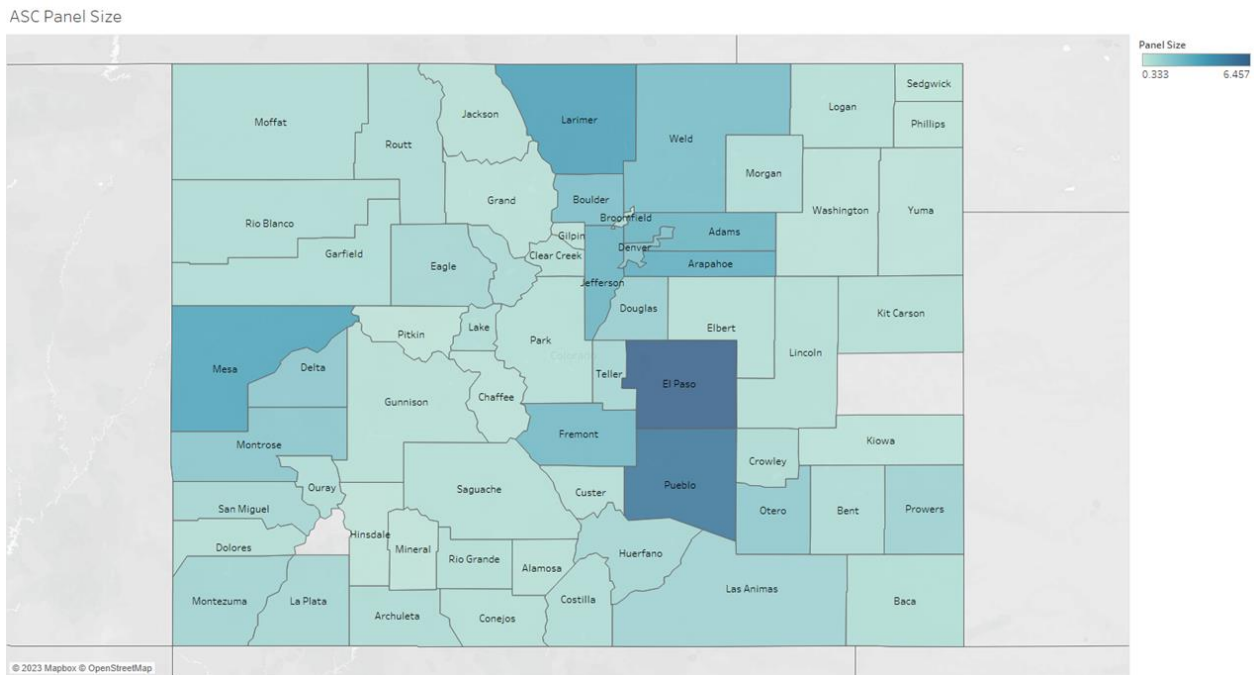 ASC Panel Size
Panel Size
0.333 6.457
Sedgwick
Moffat
Jackson
Larimer
Logan
Phillips
Routt
Weld
Morgan
Boulder
Grand
Washington
Yuma
Rio Blanco
Broomfield
Gilpin
Adams
Denver
Garfield
Clear Creek
Eagle
Arapahoe
Jefferson
Douglas
Kit Carson
Lake
Elbert
Pitkin
Park
Colorado
Lincoln
Mesa
Delta
Teller
El Paso
Chaffee
Gunnison
Fremont
Montrose
Kiowa
Crowley
Pueblo
Ouray
Saguache
Custer
San Miguel
Otero
Bent
Prowers
Hinsdale
Dolores
Mineral
Huerfano
Rio Grande
Alamosa
Las Animas
Montezuma
La Plata
Costilla
Baca
Archuleta
Conejos
© 2023 Mapbox © OpenStreetMap